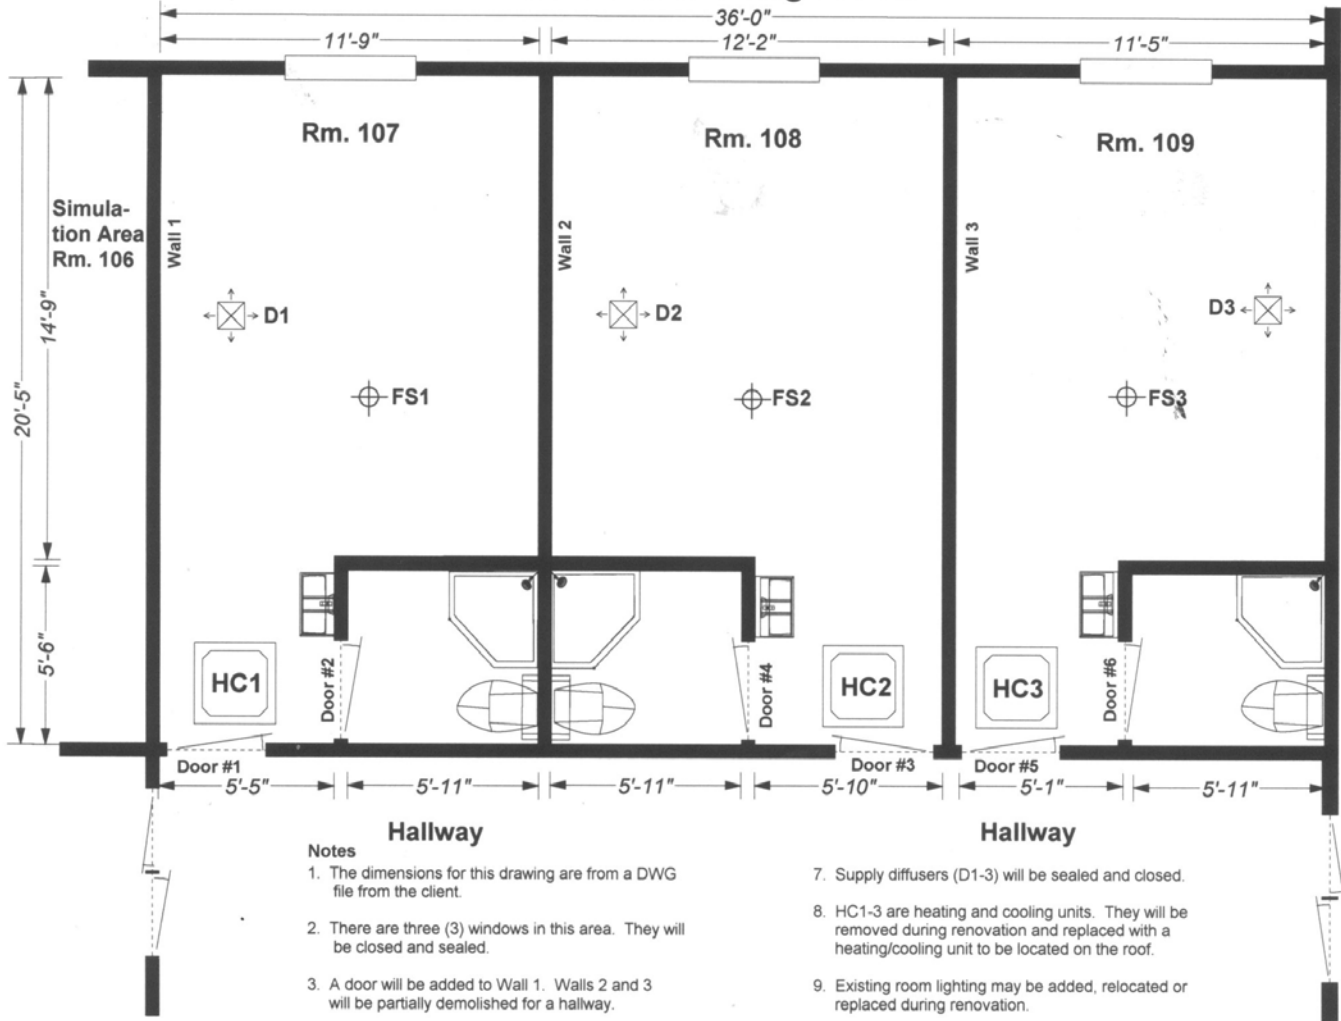 36'-0"
11'-9"
12'-2"
11'-5"
Rm. 107
Rm. 108
Rm. 109
Simula-
tion Area
Rm. 106
Wall 1
Wall 2
Wall 3
14'-9"
20'-5"
5'-6"
D1
D2
D3
FS1
FS2
FS3
HC1
Door #2
Door #4
HC2
HC3
Door #6
Door #1
Door #3
Door #5
5'-5"
5'-11"
5'-11"
5'-10"
5'-1"
5'-11"
Hallway
Hallway
Notes
1. The dimensions for this drawing are from a DWG
file from the client.
2. There are three (3) windows in this area. They will
be closed and sealed.
3. A door will be added to Wall 1. Walls 2 and 3
will be partially demolished for a hallway.
7. Supply diffusers (D1-3) will be sealed and closed.
8. HC1-3 are heating and cooling units. They will be
removed during renovation and replaced with a
heating/cooling unit to be located on the roof.
9. Existing room lighting may be added, relocated or
replaced during renovation.